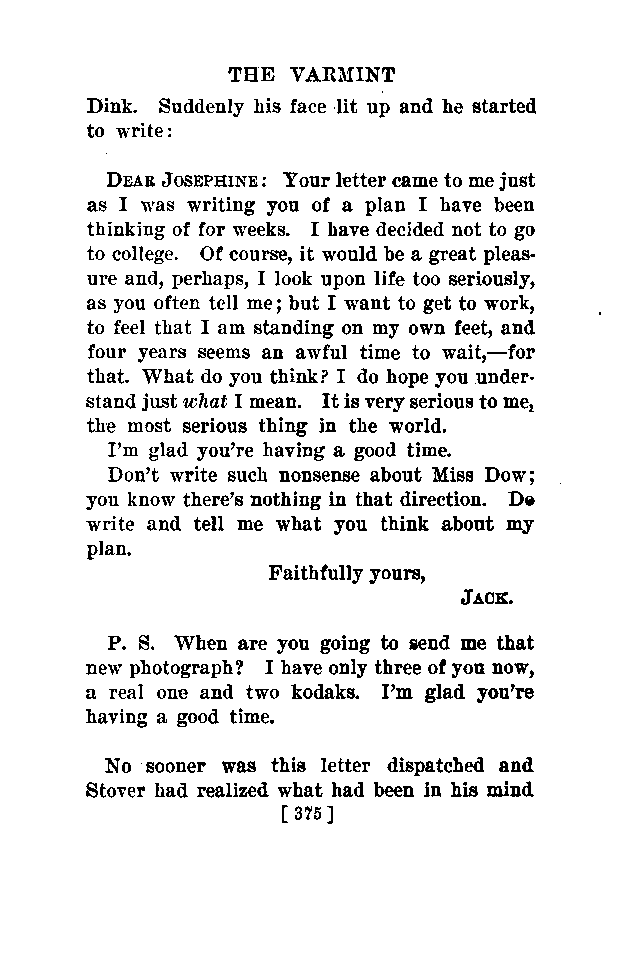 THE VARMINT
Dink. Suddenly his face lit up and he started
to write:
DEAR JOSEPHINE: Your letter came to me just
as I was writing you of a plan I have been
thinking of for weeks. I have decided not to go
to college. Of course, it would be a great pleas-
ure and, perhaps, I look upon life too seriously,
as you often tell me; but I want to get to work,
to feel that I am standing on my own feet, and
four years seems an awful time to wait,—for
that. What do you think? I do hope you under-
stand just what I mean. It is very serious to me,
the most serious thing in the world.
I'm glad you're having a good time.
Don't write such nonsense about Miss Dow;
you know there's nothing in that direction. Do
write and tell me what you think about my
plan.
Faithfully yours,
JACK.
P. S. When are you going to send me that
new photograph? I have only three of you now,
a real one and two kodaks. I'm glad you're
having a good time.
No sooner was this letter dispatched and
Stover had realized what had been in his mind
[ 375 ]